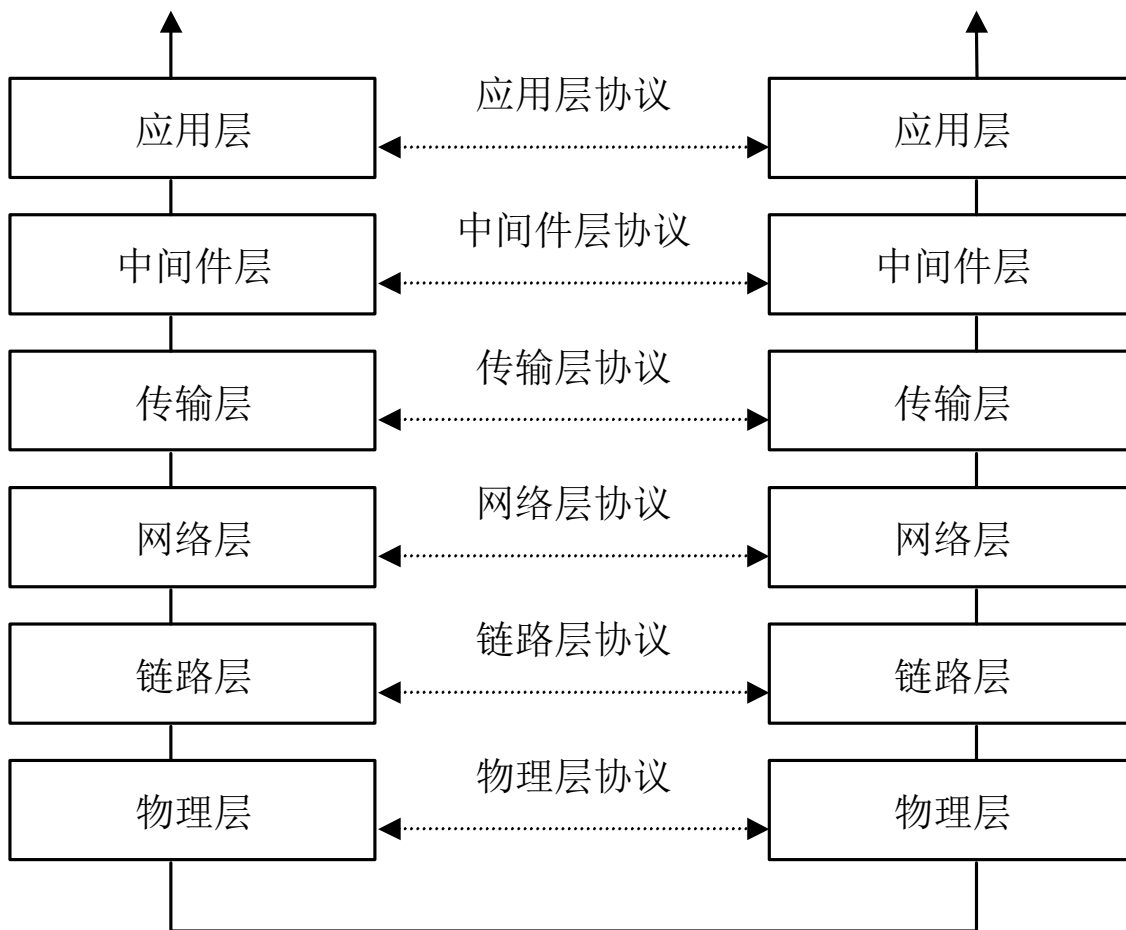 应用层协议
应用层
应用层
中间件层协议
中间件层
中间件层
传输层协议
传输层
传输层
网络层协议
网络层
网络层
链路层协议
链路层
链路层
物理层协议
物理层
物理层